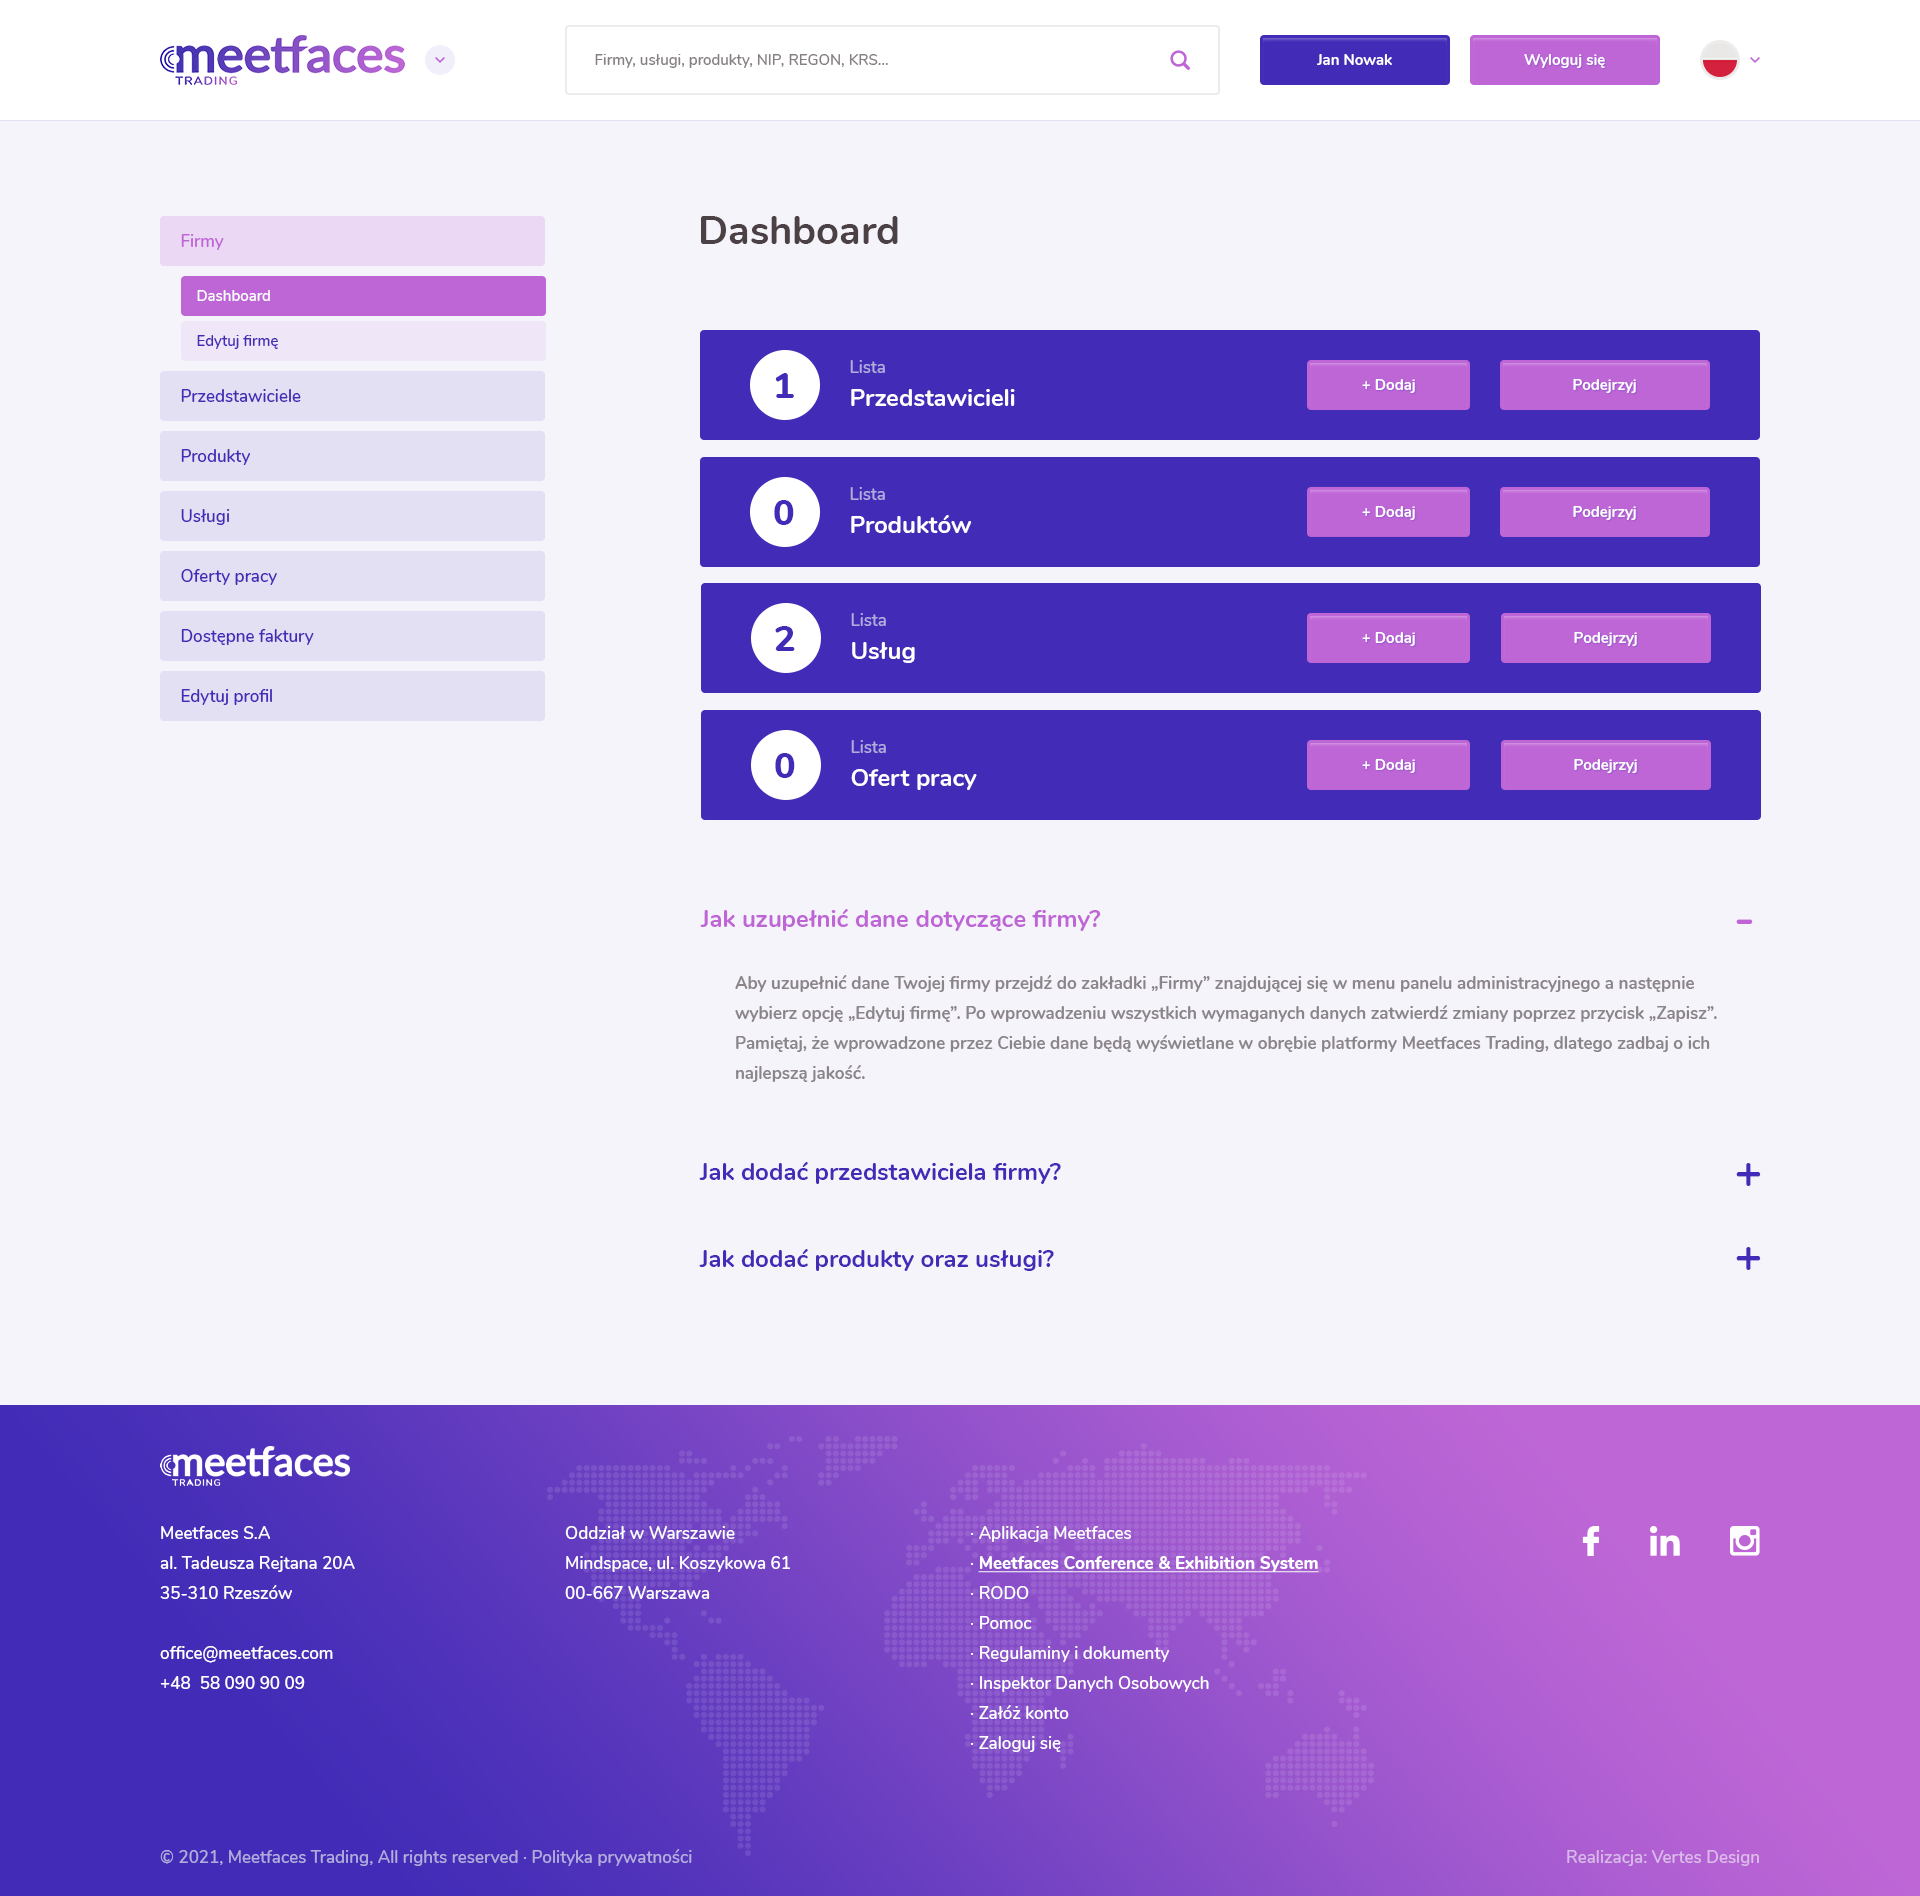 meetfaces
TRADING
Firmy, usługi, produkty, NIP, REGON, KRS...
Jan Nowak
Wyloguj się
Firmy
Dashboard
Edytuj firmę
Przedstawiciele
Produkty
Usługi
Oferty pracy
Dostępne faktury
Edytuj profil
Dashboard
1
Lista
Przedstawicieli
+ Dodaj
Podejrzyj
0
Lista
Produktów
+ Dodaj
Podejrzyj
2
Lista
Usług
+ Dodaj
Podejrzyj
0
Lista
Ofert pracy
+ Dodaj
Podejrzyj
Jak uzupełnić dane dotyczące firmy?
Aby uzupełnić dane Twojej firmy przejdź do zakładki „Firmy” znajdującej się w menu panelu administracyjnego a następnie
wybierz opcję „Edytuj firmę”. Po wprowadzeniu wszystkich wymaganych danych zatwierdź zmiany poprzez przycisk „Zapisz”.
Pamiętaj, że wprowadzone przez Ciebie dane będą wyświetlane w obrębie platformy Meetfaces Trading, dlatego zadbaj o ich
najlepszą jakość.
Jak dodać przedstawiciela firmy?
Jak dodać produkty oraz usługi?
meetfaces
TRADING
Meetfaces S.A
al. Tadeusza Rejtana 20A
35-310 Rzeszów
office@meetfaces.com
+48  58 090 90 09
Oddział w Warszawie
Mindspace, ul. Koszykowa 61
00-667 Warszawa
· Aplikacja Meetfaces
· Meetfaces Conference & Exhibition System
· RODO
· Pomoc
· Regulaminy i dokumenty
· Inspektor Danych Osobowych
· Załóż konto
· Zaloguj się
© 2021, Meetfaces Trading, All rights reserved · Polityka prywatności
Realizacja: Vertes Design